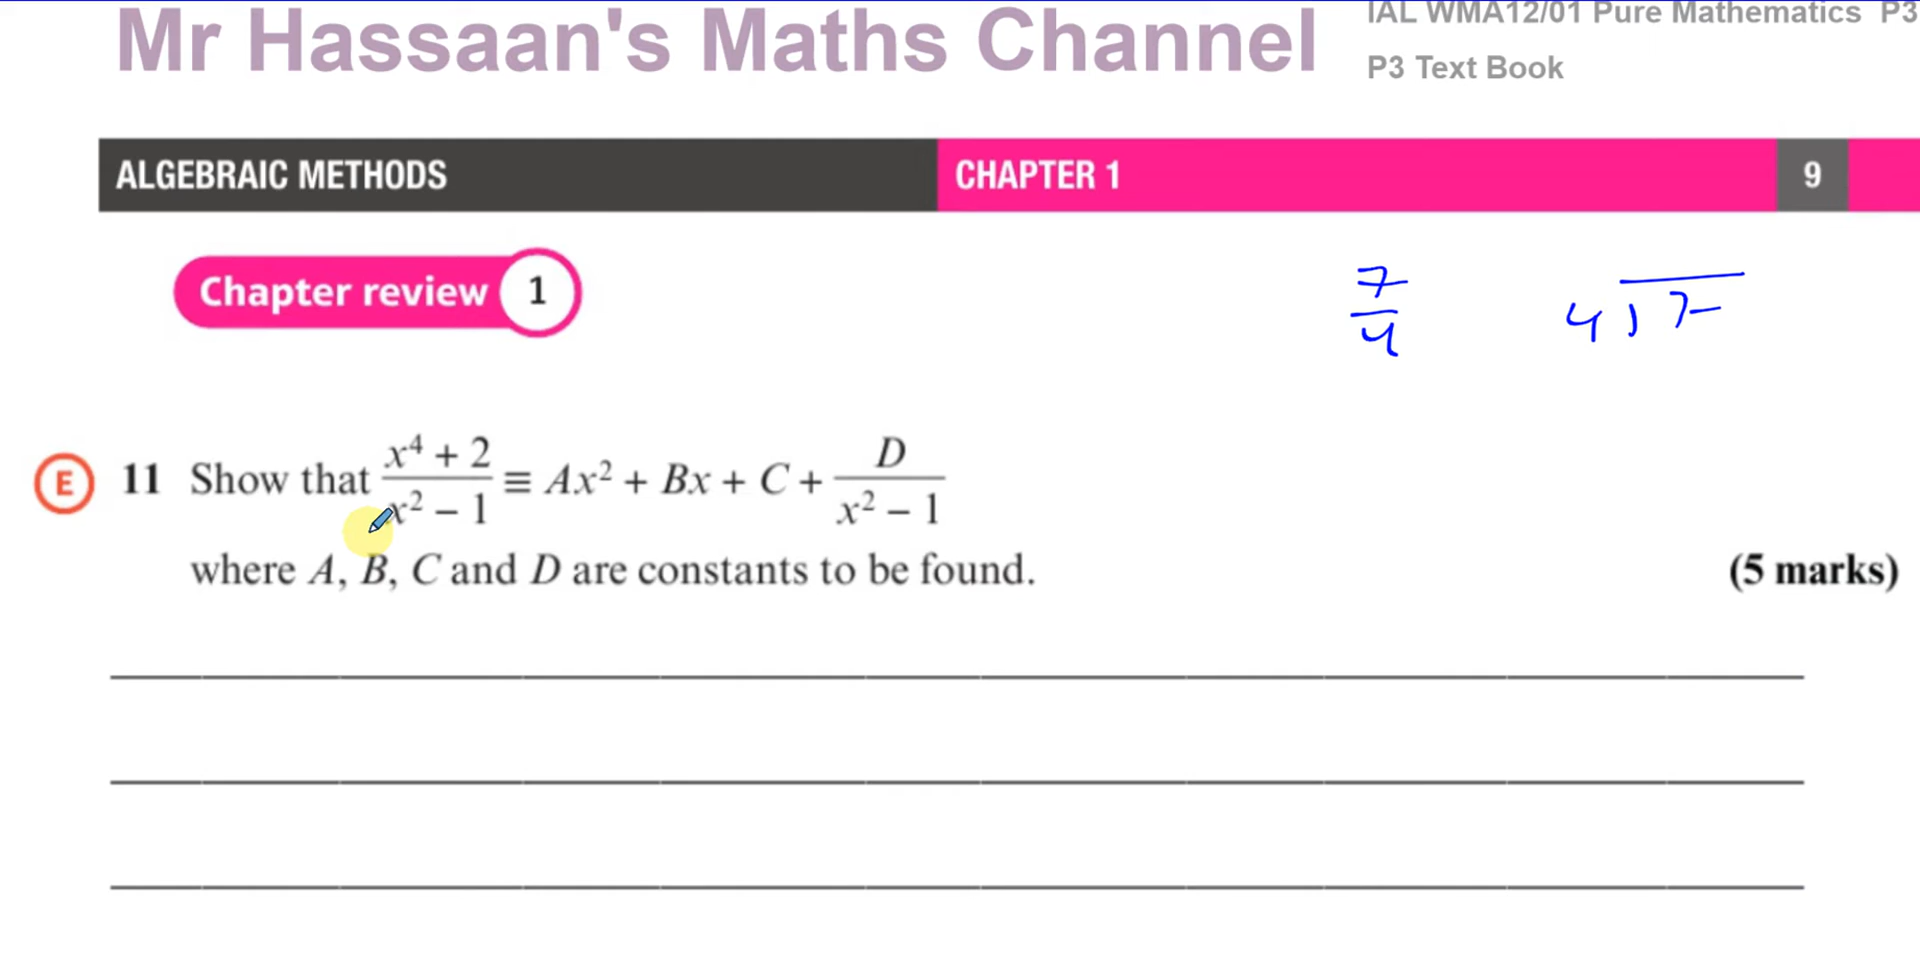 Mr Hassaan's Maths Channel
IAL WMA12/01 Pure Mathematics P3
P3 Text Book
ALGEBRAIC METHODS CHAPTER 1 9
Chapter review 1
7/4 4)7
E 11 Show that (x⁴ + 2)/(x² − 1) ≡ Ax² + Bx + C + D/(x² − 1)
where A, B, C and D are constants to be found.
(5 marks)